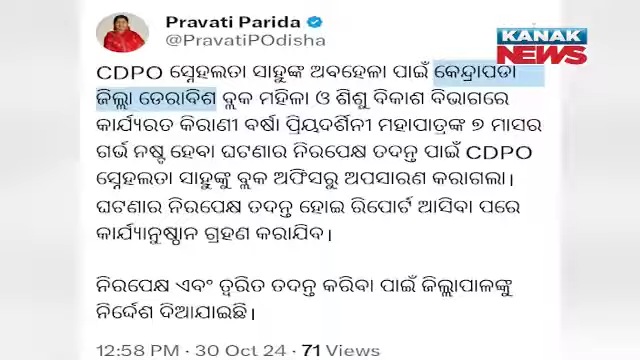 Pravati Parida
@PravatiPOdisha
KANAK
NEWS
CDPO ସ୍ନେହଲତା ସାହୁଙ୍କ ଅବହେଳା ପାଇଁ କେନ୍ଦ୍ରାପଡା
ଜିଲ୍ଲା ଡେରାବିଶ ବ୍ଲକ ମହିଳା ଓ ଶିଶୁ ବିକାଶ ବିଭାଗରେ
କାର୍ଯ୍ୟରତ କିରାଣୀ ବର୍ଷା ପ୍ରିୟଦର୍ଶିନୀ ମହାପାତ୍ରଙ୍କ ୭ ମାସର
ଗର୍ଭ ନଷ୍ଟ ହେବା ଘଟଣାର ନିରପେକ୍ଷ ତଦନ୍ତ ପାଇଁ CDPO
ସ୍ନେହଲତା ସାହୁଙ୍କୁ ବ୍ଲକ ଅଫିସରୁ ଅପସାରଣ କରାଗଲା।
ଘଟଣାର ନିରପେକ୍ଷ ତଦନ୍ତ ହୋଇ ରିପୋର୍ଟ ଆସିବା ପରେ
କାର୍ଯ୍ୟାନୁଷ୍ଠାନ ଗ୍ରହଣ କରାଯିବ।
ନିରପେକ୍ଷ ଏବଂ ତ୍ୱରିତ ତଦନ୍ତ କରିବା ପାଇଁ ଜିଲ୍ଲାପାଳଙ୍କୁ
ନିର୍ଦ୍ଦେଶ ଦିଆଯାଇଛି।
12:58 PM · 30 Oct 24 · 71 Views